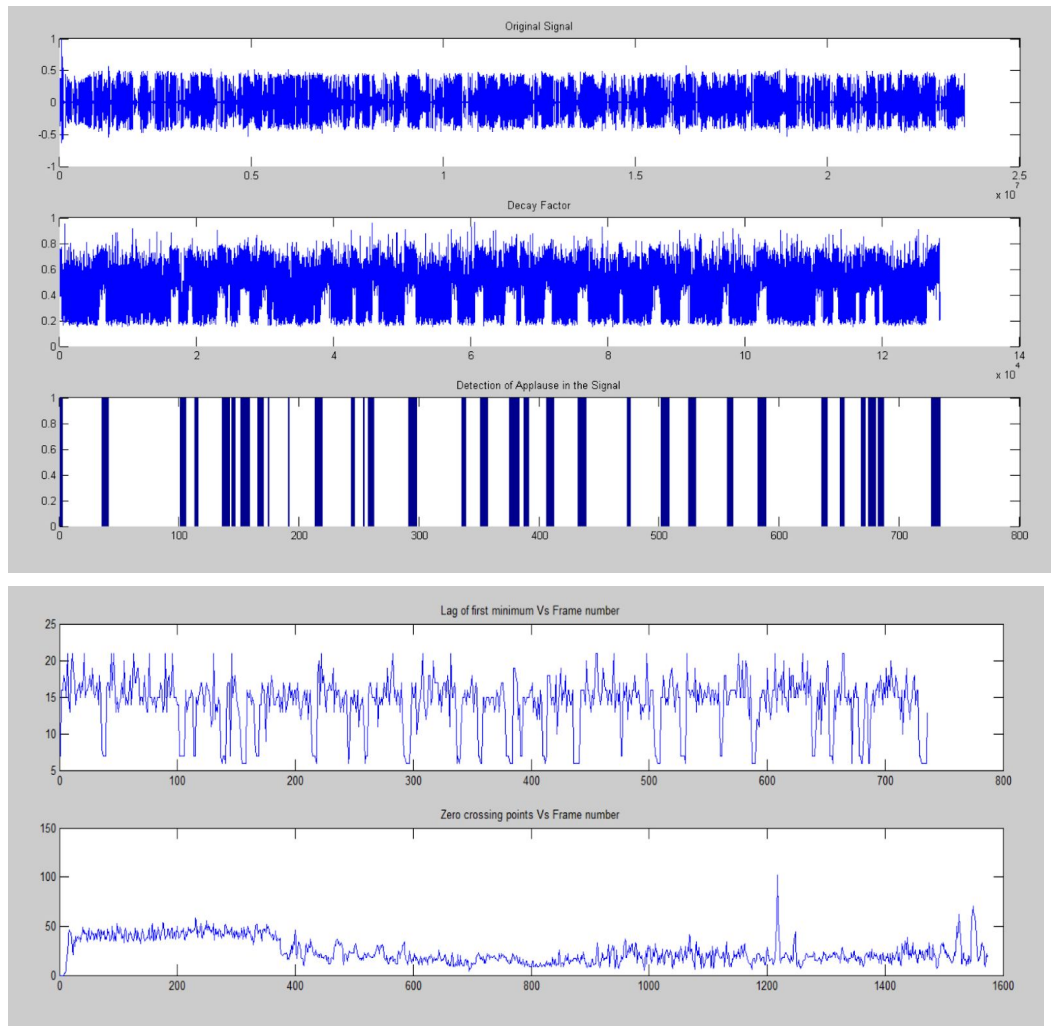 Original Signal
1
0.5
0
-0.5
-1
0 0.5 1 1.5 2 2.5
x 10^7
Decay Factor
1
0.8
0.6
0.4
0.2
0
0 2 4 6 8 10 12 14
x 10^4
Detection of Applause in the Signal
1
0.8
0.6
0.4
0.2
0
0 100 200 300 400 500 600 700 800
Lag of first minimum Vs Frame number
25
20
15
10
5
0 100 200 300 400 500 600 700 800
Zero crossing points Vs Frame number
150
100
50
0
0 200 400 600 800 1000 1200 1400 1600